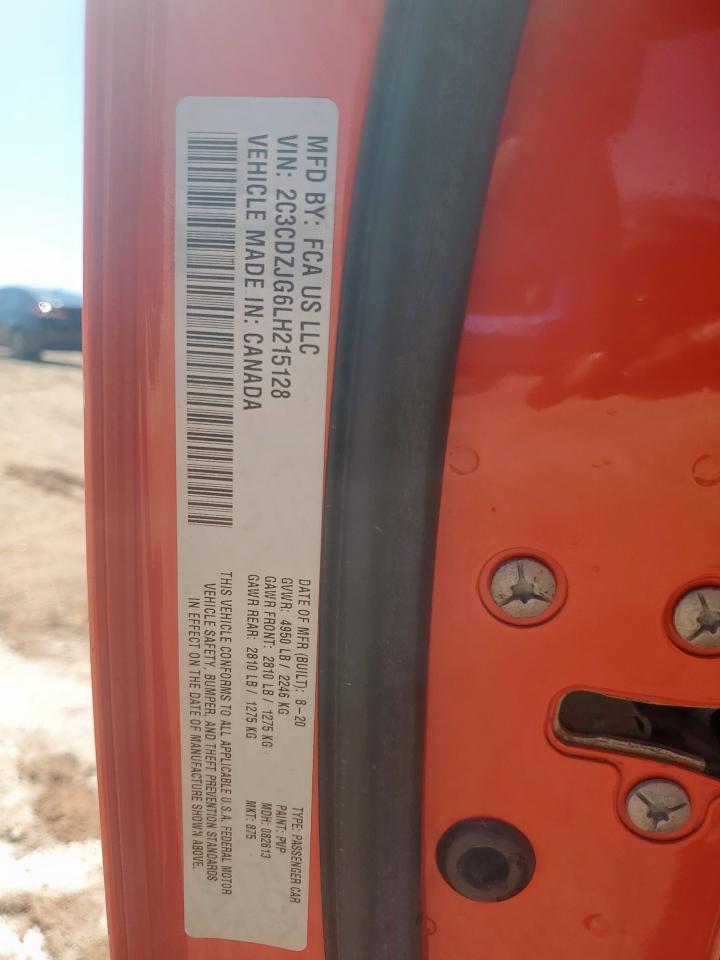 MFD BY: FCA US LLC
VIN: 2C3CDZJG6LH215128
VEHICLE MADE IN: CANADA
DATE OF MFR (BUILT): 8-20
GVWR: 4950 LB / 2246 KG
GAWR FRONT: 2810 LB / 1275 KG
GAWR REAR: 2810 LB / 1275 KG
TYPE: PASSENGER CAR
PAINT: PVP
MDH: 082613
MKT: 875
THIS VEHICLE CONFORMS TO ALL APPLICABLE U.S.A. FEDERAL MOTOR
VEHICLE SAFETY, BUMPER, AND THEFT PREVENTION STANDARDS
IN EFFECT ON THE DATE OF MANUFACTURE SHOWN ABOVE.